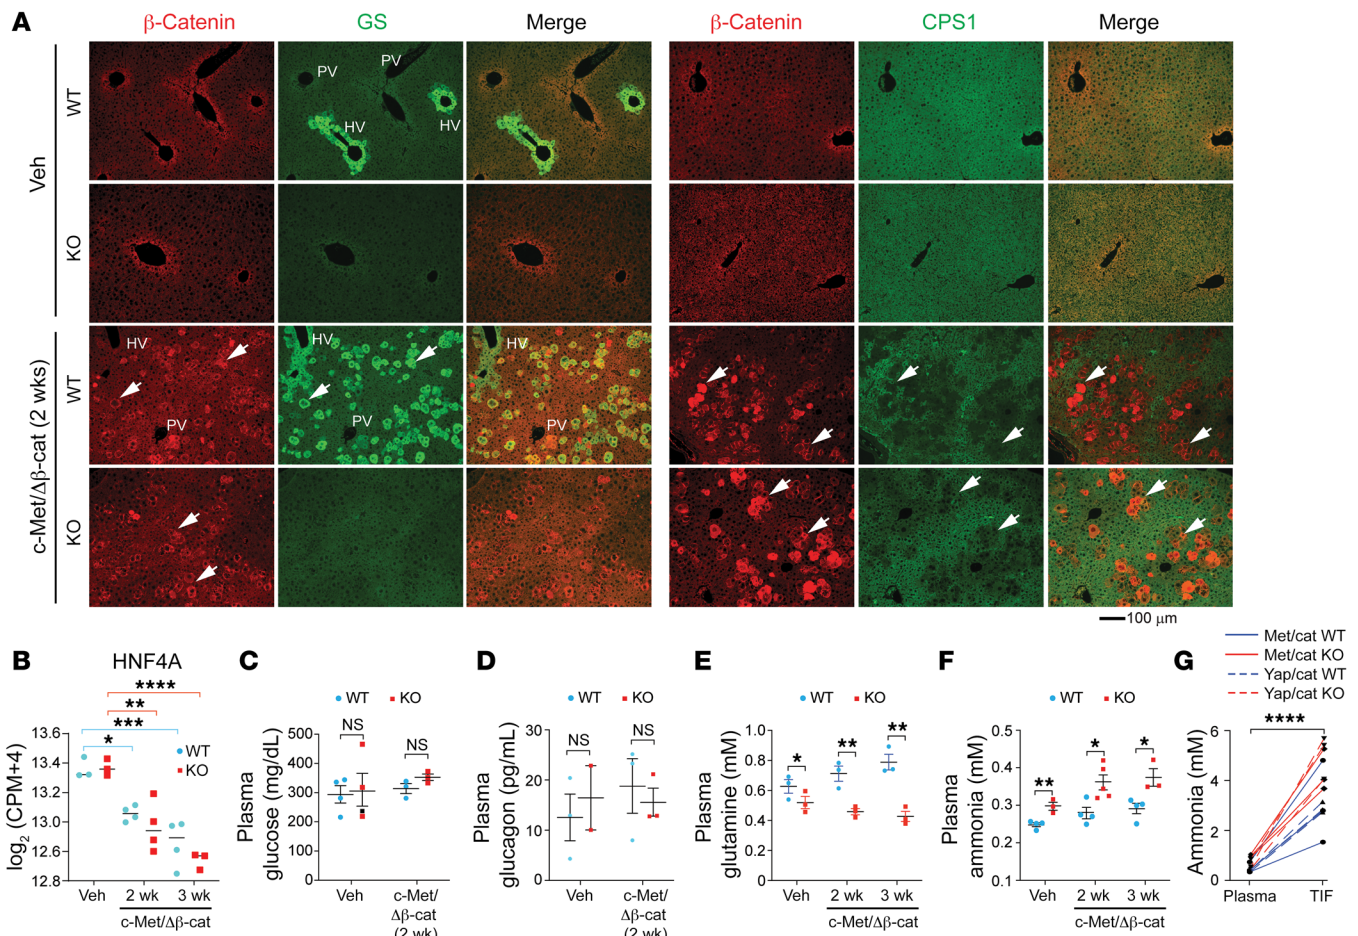 A
β-Catenin GS Merge β-Catenin CPS1 Merge
Veh
WT
PV PV
HV HV
KO
c-Met/Δβ-cat (2 wks)
WT
HV HV HV
PV PV PV
KO
100 μm
B
HNF4A
****
**
***
*
WT
KO
log2 (CPM+4)
13.6
13.4
13.2
13.0
12.6
12.8
Veh 2 wk 3 wk
c-Met/Δβ-cat
C
WT KO
NS NS
Plasma
glucose (mg/dL)
500
400
300
200
100
0
Veh c-Met/
Δβ-cat
(2 wk)
D
WT KO
NS NS
Plasma
glucagon (pg/mL)
30
20
10
0
Veh c-Met/
Δβ-cat
(2 wk)
E
WT KO
* ** **
Plasma
glutamine (mM)
1.0
0.8
0.6
0.4
0.2
0
Veh 2 wk 3 wk
c-Met/Δβ-cat
F
WT KO
** * *
Plasma
ammonia (mM)
0.5
0.4
0.3
0.2
0.1
Veh 2 wk 3 wk
c-Met/Δβ-cat
G
Met/cat WT
Met/cat KO
Yap/cat WT
Yap/cat KO
****
Ammonia (mM)
6
4
2
0
Plasma TIF